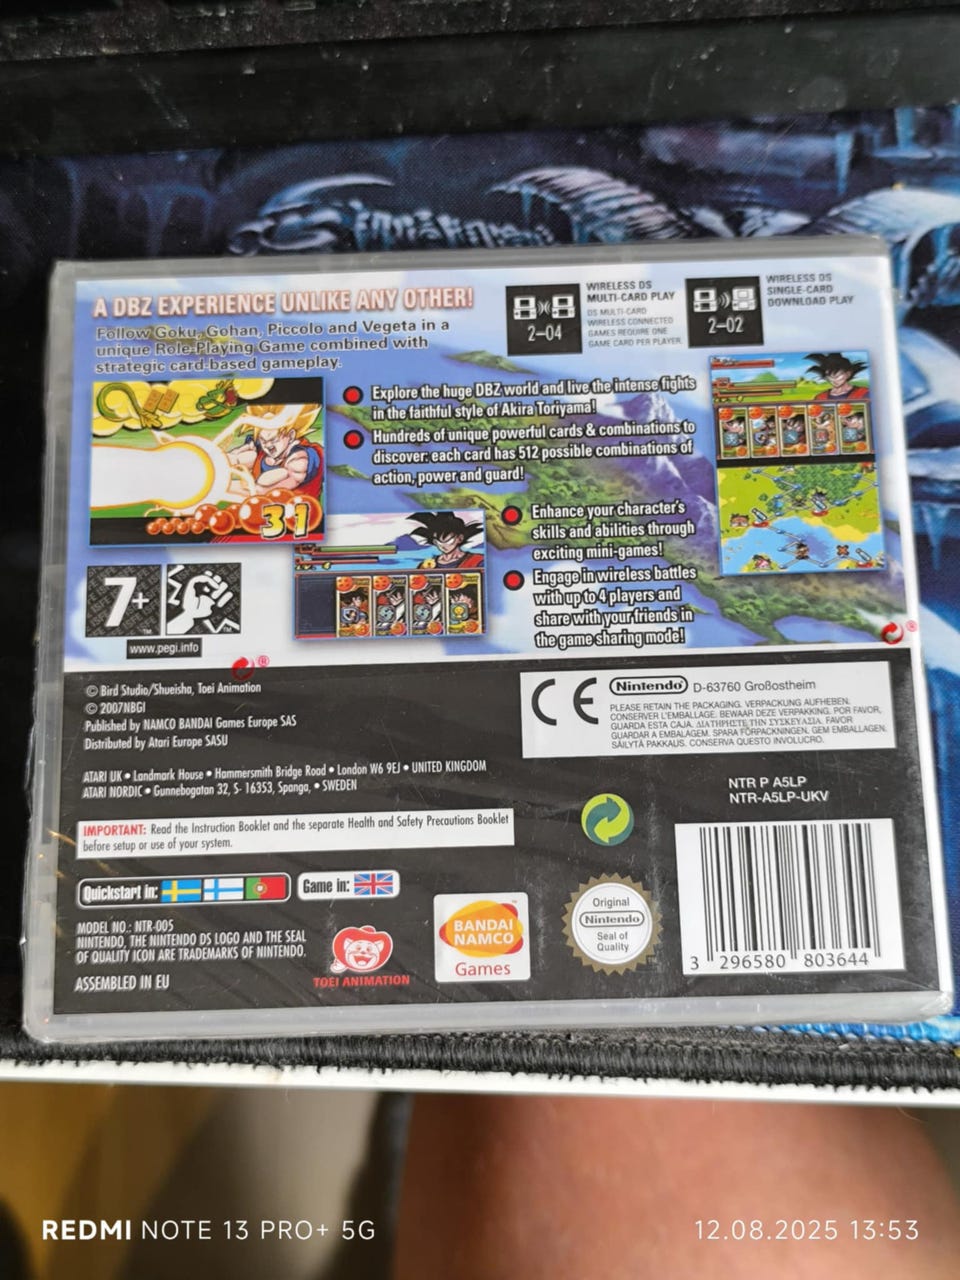 A DBZ EXPERIENCE UNLIKE ANY OTHER!
Follow Goku, Gohan, Piccolo and Vegeta in a
unique Role-Playing Game combined with
strategic card-based gameplay.
2-04
WIRELESS DS
MULTI-CARD PLAY
DS MULTI-CARD
WIRELESS CONNECTED
GAMES REQUIRE ONE
GAME CARD PER PLAYER.
2-02
WIRELESS DS
SINGLE-CARD
DOWNLOAD PLAY
Explore the huge DBZ world and live the intense fights
in the faithful style of Akira Toriyama!
Hundreds of unique powerful cards & combinations to
discover: each card has 512 possible combinations of
action, power and guard!
31
Enhance your character's
skills and abilities through
exciting mini-games!
Engage in wireless battles
with up to 4 players and
share with your friends in
the game sharing mode!
7+
TM
www.pegi.info
®
®
© Bird Studio/Shueisha, Toei Animation
© 2007NBGI
Published by NAMCO BANDAI Games Europe SAS
Distributed by Atari Europe SASU
ATARI UK • Landmark House • Hammersmith Bridge Road • London W6 9EJ • UNITED KINGDOM
ATARI NORDIC • Gunnebogatan 32, S- 16353, Spanga, • SWEDEN
CE Nintendo® D-63760 Großostheim
PLEASE RETAIN THE PACKAGING. VERPACKUNG AUFHEBEN.
CONSERVER L'EMBALLAGE. BEWAAR DEZE VERPAKKING. POR FAVOR,
GUARDA ESTA CAJA. ΔΙΑΤΗΡΗΣΤΕ ΤΗΝ ΣΥΣΚΕΥΑΣΙΑ. FAVOR
GUARDAR A EMBALAGEM. SPARA FÖRPACKNINGEN. GEM EMBALLAGEN.
SÄILYTÄ PAKKAUS. CONSERVA QUESTO INVOLUCRO.
NTR P A5LP
NTR-A5LP-UKV
IMPORTANT: Read the Instruction Booklet and the separate Health and Safety Precautions Booklet
before setup or use of your system.
Quickstart in:
Game in:
MODEL NO.: NTR-005
NINTENDO, THE NINTENDO DS LOGO AND THE SEAL
OF QUALITY ICON ARE TRADEMARKS OF NINTENDO.
ASSEMBLED IN EU
TOEI ANIMATION
BANDAI
NAMCO
Games
Original
Nintendo
Seal of
Quality
3 296580 803644
REDMI NOTE 13 PRO+ 5G
12.08.2025 13:53